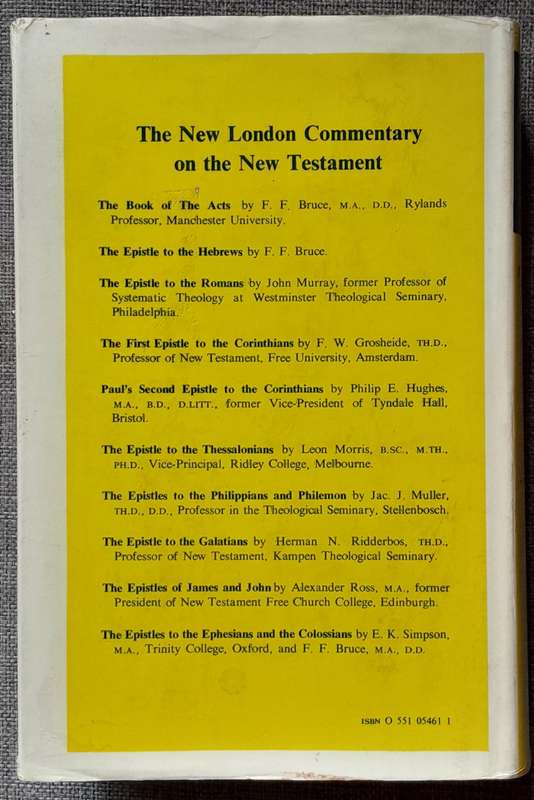 The New London Commentary
on the New Testament
The Book of The Acts by F. F. Bruce, M.A., D.D., Rylands
Professor, Manchester University.
The Epistle to the Hebrews by F. F. Bruce.
The Epistle to the Romans by John Murray, former Professor of
Systematic Theology at Westminster Theological Seminary,
Philadelphia.
The First Epistle to the Corinthians by F. W. Grosheide, TH.D.,
Professor of New Testament, Free University, Amsterdam.
Paul's Second Epistle to the Corinthians by Philip E. Hughes,
M.A., B.D., D.LITT., former Vice-President of Tyndale Hall,
Bristol.
The Epistle to the Thessalonians by Leon Morris, B.SC., M.TH.,
PH.D., Vice-Principal, Ridley College, Melbourne.
The Epistles to the Philippians and Philemon by Jac. J. Muller,
TH.D., D.D., Professor in the Theological Seminary, Stellenbosch.
The Epistle to the Galatians by Herman N. Ridderbos, TH.D.,
Professor of New Testament, Kampen Theological Seminary.
The Epistles of James and John by Alexander Ross, M.A., former
President of New Testament Free Church College, Edinburgh.
The Epistles to the Ephesians and the Colossians by E. K. Simpson,
M.A., Trinity College, Oxford, and F. F. Bruce, M.A., D.D.
ISBN 0 551 05461 1